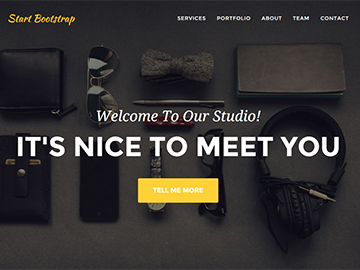 Start Bootstrap
SERVICES PORTFOLIO ABOUT TEAM CONTACT
Welcome To Our Studio!
IT'S NICE TO MEET YOU
TELL ME MORE